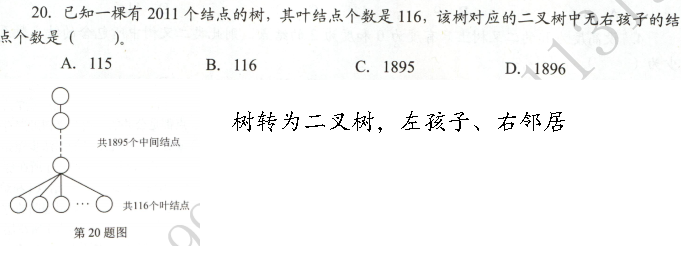 20. 已知一棵有 2011 个结点的树，其叶结点个数是 116，该树对应的二叉树中无右孩子的结
点个数是（ ）。
A. 115 B. 116 C. 1895 D. 1896
树转为二叉树，左孩子、右邻居
共1895个中间结点
共116个叶结点
第 20 题图